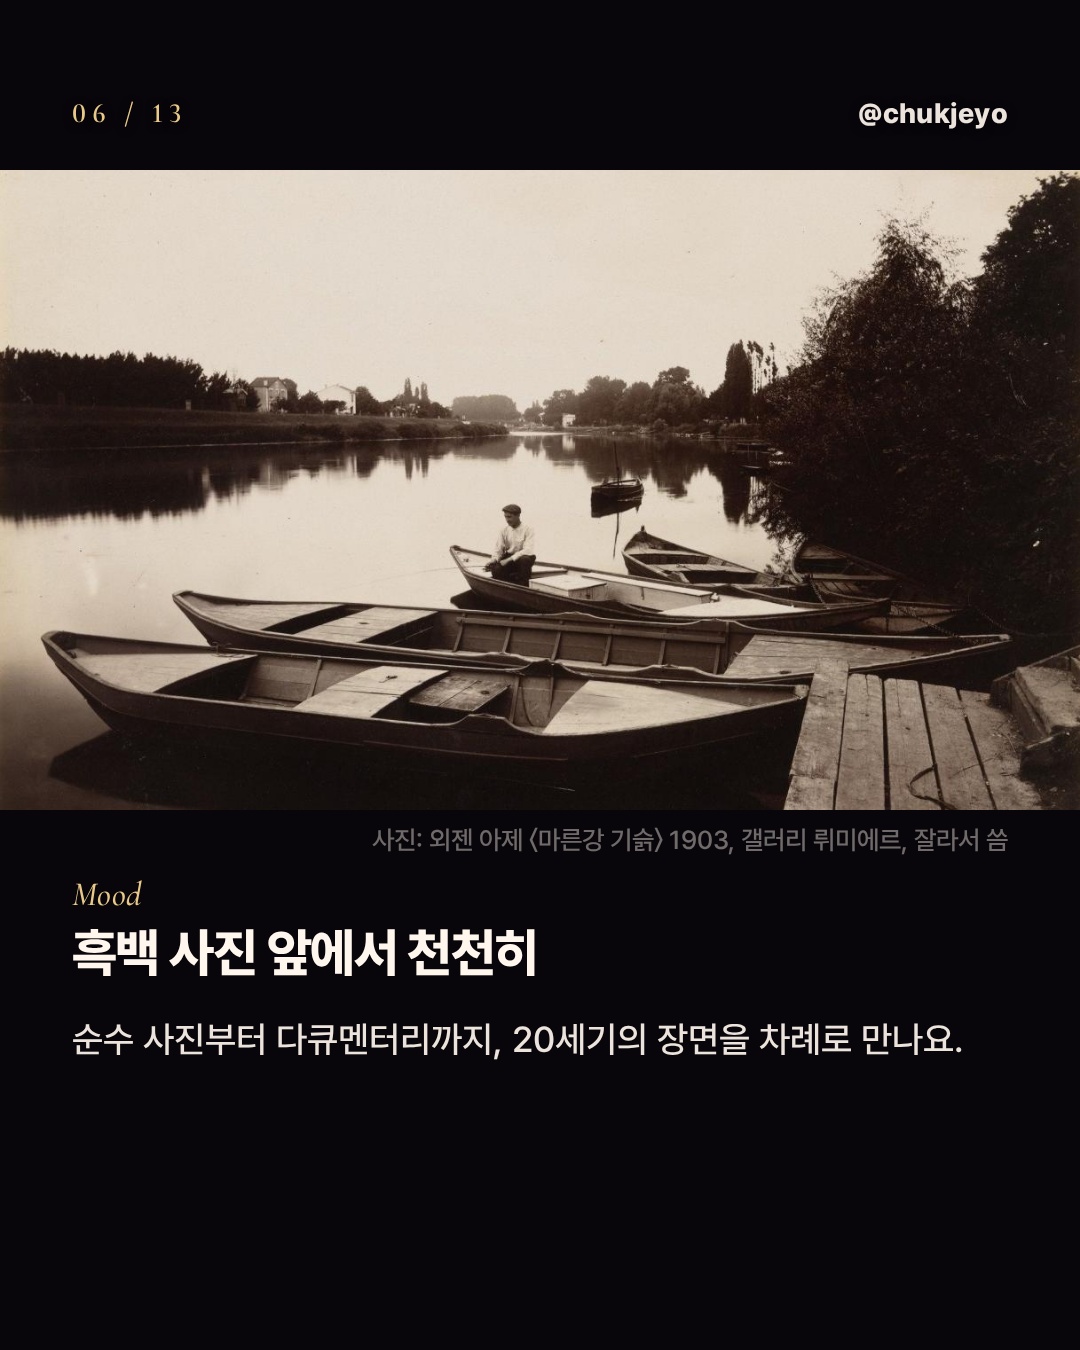 06 / 13
@chukjeyo
사진: 외젠 아제 〈마른강 기슭〉 1903, 갤러리 뤼미에르, 잘라서 씀
Mood
흑백 사진 앞에서 천천히
순수 사진부터 다큐멘터리까지, 20세기의 장면을 차례로 만나요.